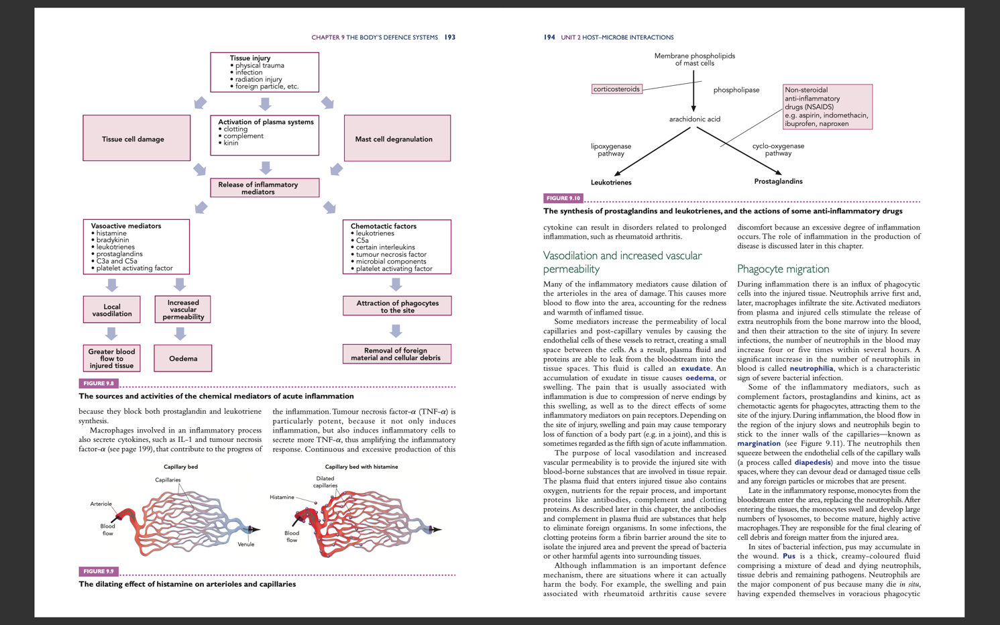 CHAPTER 9 THE BODY'S DEFENCE SYSTEMS 193
Tissue injury
• physical trauma
• infection
• radiation injury
• foreign particle, etc.
Tissue cell damage
Activation of plasma systems
• clotting
• complement
• kinin
Mast cell degranulation
Release of inflammatory
mediators
Vasoactive mediators
• histamine
• bradykinin
• leukotrienes
• prostaglandins
• C3a and C5a
• platelet activating factor
Chemotactic factors
• leukotrienes
• C5a
• certain interleukins
• tumour necrosis factor
• microbial components
• platelet activating factor
Local
vasodilation
Increased
vascular
permeability
Attraction of phagocytes
to the site
Greater blood
flow to
injured tissue
Oedema
Removal of foreign
material and cellular debris
FIGURE 9.8
The sources and activities of the chemical mediators of acute inflammation
because they block both prostaglandin and leukotriene
synthesis.
Macrophages involved in an inflammatory process
also secrete cytokines, such as IL-1 and tumour necrosis
factor-α (see page 199), that contribute to the progress of
the inflammation. Tumour necrosis factor-α (TNF-α) is
particularly potent, because it not only induces
inflammation, but also induces inflammatory cells to
secrete more TNF-α, thus amplifying the inflammatory
response. Continuous and excessive production of this
Capillary bed
Capillaries
Arteriole
Blood
flow
Venule
Capillary bed with histamine
Dilated
capillaries
Histamine
Blood
flow
FIGURE 9.9
The dilating effect of histamine on arterioles and capillaries
194 UNIT 2 HOST–MICROBE INTERACTIONS
Membrane phospholipids
of mast cells
corticosteroids
phospholipase
Non-steroidal
anti-inflammatory
drugs (NSAIDS)
e.g. aspirin, indomethacin,
ibuprofen, naproxen
arachidonic acid
lipoxygenase
pathway
cyclo-oxygenase
pathway
Leukotrienes
Prostaglandins
FIGURE 9.10
The synthesis of prostaglandins and leukotrienes, and the actions of some anti-inflammatory drugs
cytokine can result in disorders related to prolonged
inflammation, such as rheumatoid arthritis.
Vasodilation and increased vascular
permeability
Many of the inflammatory mediators cause dilation of
the arterioles in the area of damage. This causes more
blood to flow into the area, accounting for the redness
and warmth of inflamed tissue.
Some mediators increase the permeability of local
capillaries and post-capillary venules by causing the
endothelial cells of these vessels to retract, creating a small
space between the cells. As a result, plasma fluid and
proteins are able to leak from the bloodstream into the
tissue spaces. This fluid is called an exudate. An
accumulation of exudate in tissue causes oedema, or
swelling. The pain that is usually associated with
inflammation is due to compression of nerve endings by
this swelling, as well as to the direct effects of some
inflammatory mediators on pain receptors. Depending on
the site of injury, swelling and pain may cause temporary
loss of function of a body part (e.g. in a joint), and this is
sometimes regarded as the fifth sign of acute inflammation.
The purpose of local vasodilation and increased
vascular permeability is to provide the injured site with
blood-borne substances that are involved in tissue repair.
The plasma fluid that enters injured tissue also contains
oxygen, nutrients for the repair process, and important
proteins like antibodies, complement and clotting
proteins. As described later in this chapter, the antibodies
and complement in plasma fluid are substances that help
to eliminate foreign organisms. In some infections, the
clotting proteins form a fibrin barrier around the site to
isolate the injured area and prevent the spread of bacteria
or other harmful agents into surrounding tissues.
Although inflammation is an important defence
mechanism, there are situations where it can actually
harm the body. For example, the swelling and pain
associated with rheumatoid arthritis cause severe
discomfort because an excessive degree of inflammation
occurs. The role of inflammation in the production of
disease is discussed later in this chapter.
Phagocyte migration
During inflammation there is an influx of phagocytic
cells into the injured tissue. Neutrophils arrive first and,
later, macrophages infiltrate the site. Activated mediators
from plasma and injured cells stimulate the release of
extra neutrophils from the bone marrow into the blood,
and then their attraction to the site of injury. In severe
infections, the number of neutrophils in the blood may
increase four or five times within several hours. A
significant increase in the number of neutrophils in
blood is called neutrophilia, which is a characteristic
sign of severe bacterial infection.
Some of the inflammatory mediators, such as
complement factors, prostaglandins and kinins, act as
chemotactic agents for phagocytes, attracting them to the
site of the injury. During inflammation, the blood flow in
the region of the injury slows and neutrophils begin to
stick to the inner walls of the capillaries—known as
margination (see Figure 9.11). The neutrophils then
squeeze between the endothelial cells of the capillary walls
(a process called diapedesis) and move into the tissue
spaces, where they can devour dead or damaged tissue cells
and any foreign particles or microbes that are present.
Late in the inflammatory response, monocytes from the
bloodstream enter the area, replacing the neutrophils. After
entering the tissues, the monocytes swell and develop large
numbers of lysosomes, to become mature, highly active
macrophages. They are responsible for the final clearing of
cell debris and foreign matter from the injured area.
In sites of bacterial infection, pus may accumulate in
the wound. Pus is a thick, creamy-coloured fluid
comprising a mixture of dead and dying neutrophils,
tissue debris and remaining pathogens. Neutrophils are
the major component of pus because many die in situ,
having expended themselves in voracious phagocytic